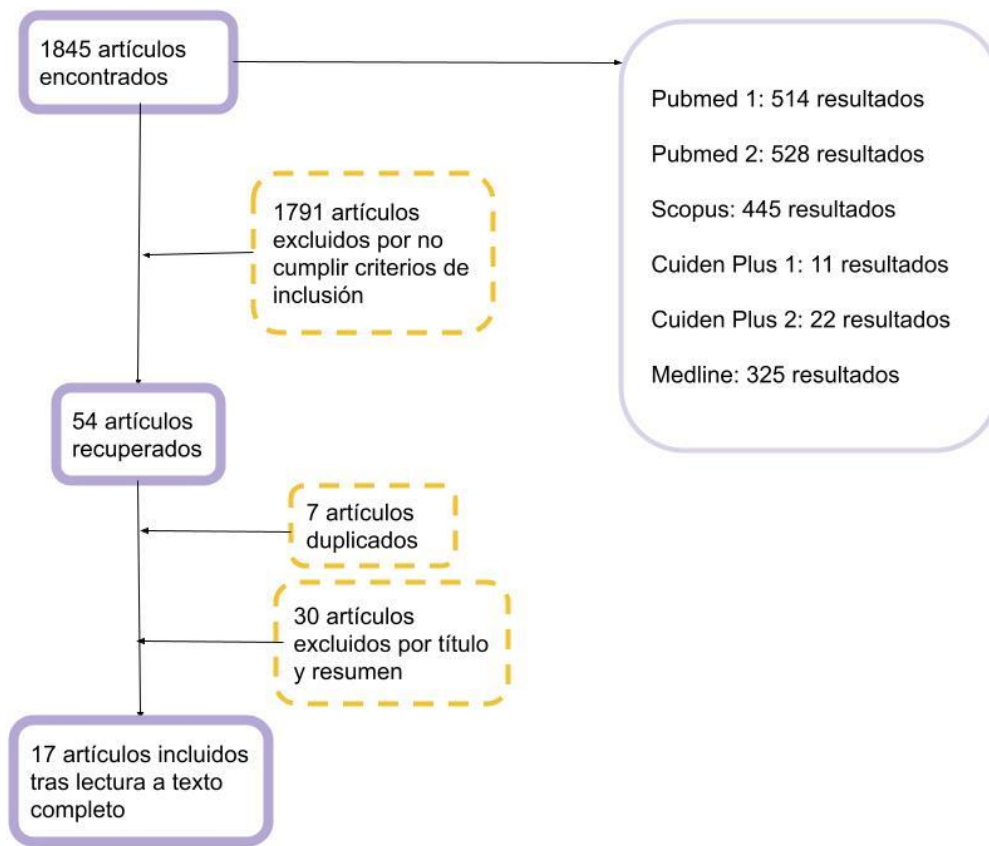 1845 artículos
encontrados
Pubmed 1: 514 resultados
Pubmed 2: 528 resultados
Scopus: 445 resultados
Cuiden Plus 1: 11 resultados
Cuiden Plus 2: 22 resultados
Medline: 325 resultados
1791 artículos
excluidos por no
cumplir criterios de
inclusión
54 artículos
recuperados
7 artículos
duplicados
30 artículos
excluidos por título
y resumen
17 artículos incluidos
tras lectura a texto
completo